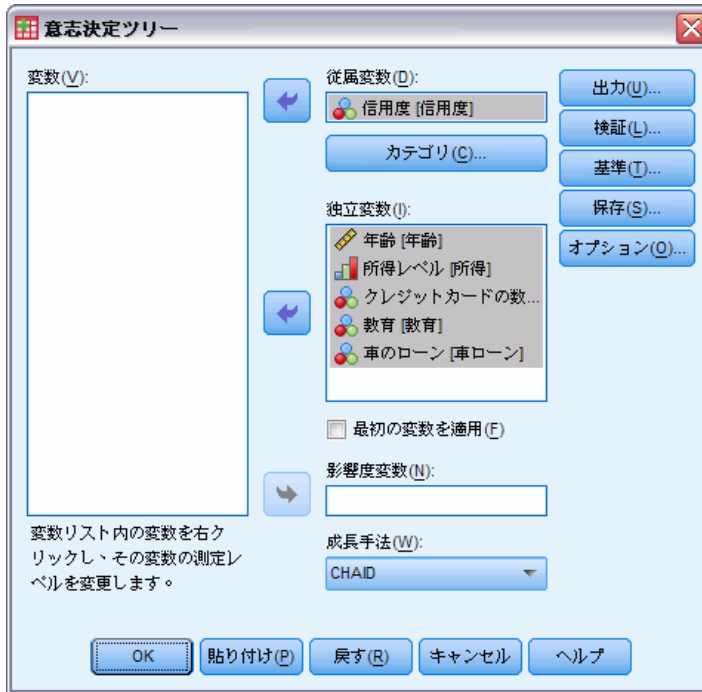 意志決定ツリー
変数(V):
従属変数(D):
信用度 [信用度]
カテゴリ(C)...
独立変数(I):
年齢 [年齢]
所得レベル [所得]
クレジットカードの数...
教育 [教育]
車のローン [車ローン]
最初の変数を適用(F)
影響度変数(N):
成長手法(W):
CHAID
変数リスト内の変数を右ク
リックし、その変数の測定レ
ベルを変更します。
出力(U)...
検証(L)...
基準(T)...
保存(S)...
オプション(O)...
OK
貼り付け(P)
戻す(R)
キャンセル
ヘルプ